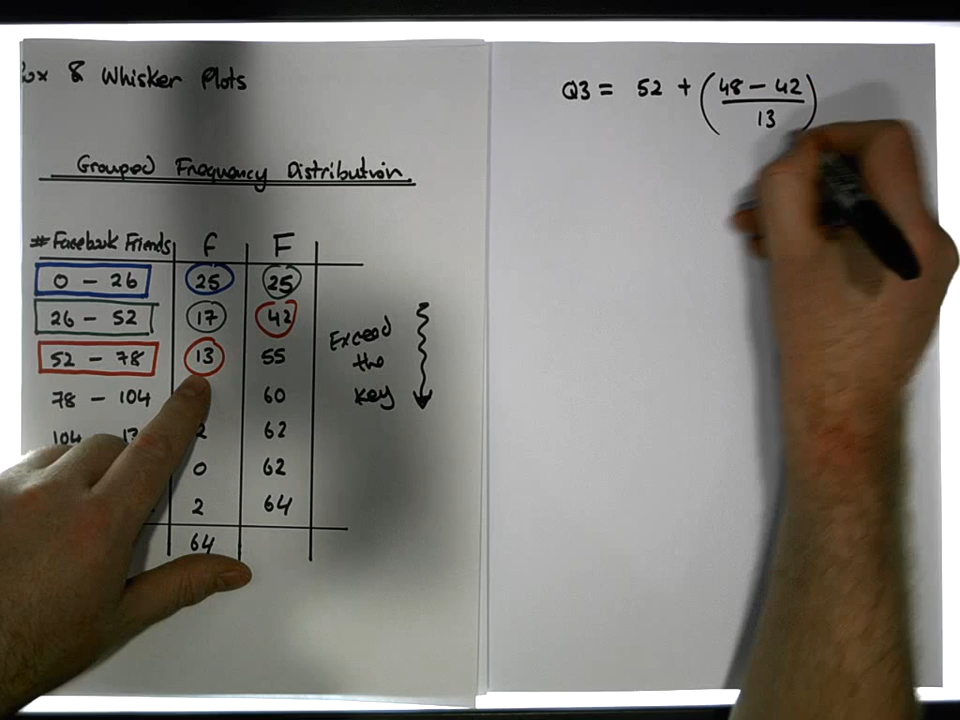 & Whisker Plots
Grouped Frequency Distribution.
# Facebook Friends f F
0 - 26 25 25
26 - 52 17 42
52 - 78 13 55
78 - 104 60
104 - 2 62
0 62
2 64
64
Exceed
the
key
Q3 = 52 + (48 - 42 / 13)